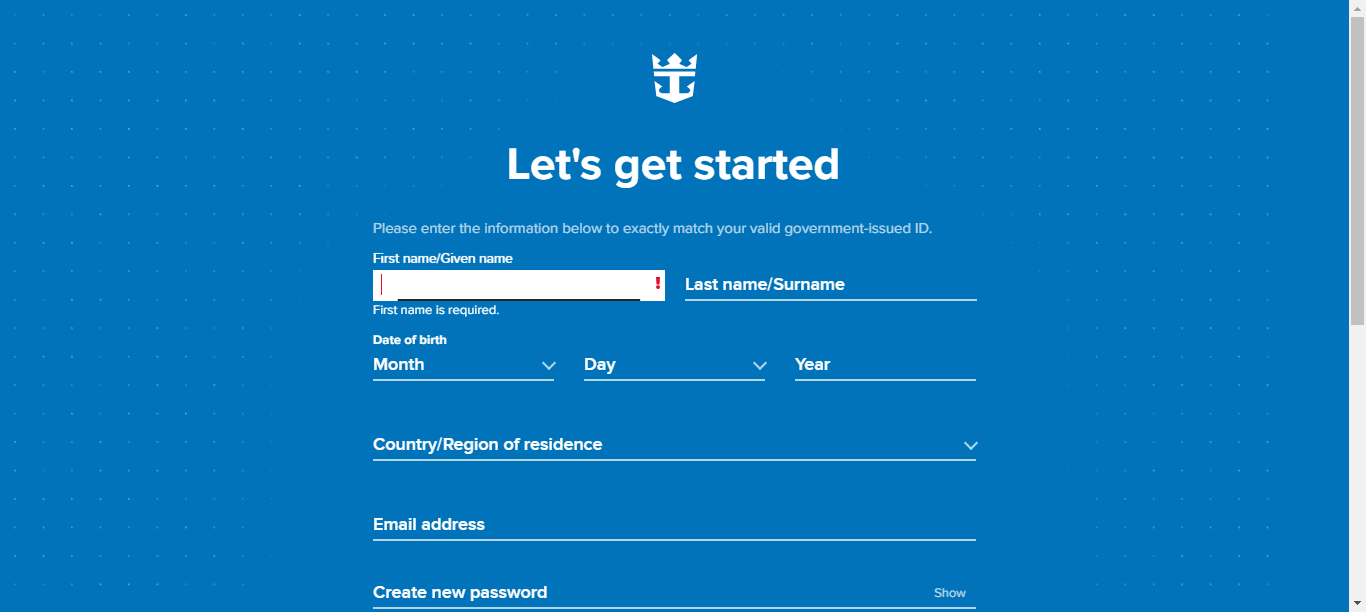 Let's get started
Please enter the information below to exactly match your valid government-issued ID.
First name/Given name
Last name/Surname
First name is required.
Date of birth
Month Day Year
Country/Region of residence
Email address
Create new password Show